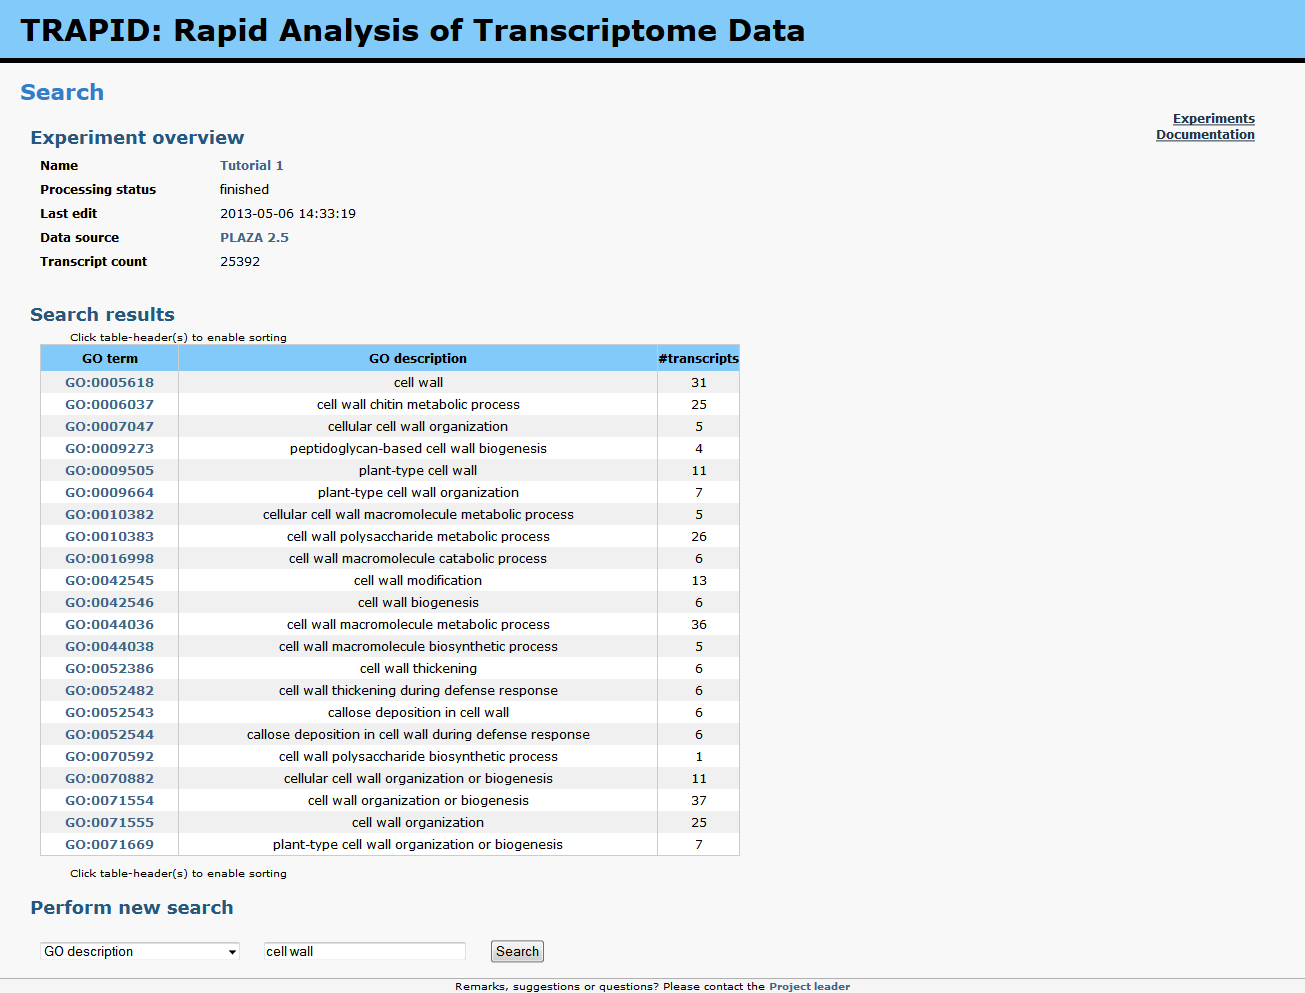 TRAPID: Rapid Analysis of Transcriptome Data
Search
Experiments
Documentation
Experiment overview
Name Tutorial 1
Processing status finished
Last edit 2013-05-06 14:33:19
Data source PLAZA 2.5
Transcript count 25392
Search results
Click table-header(s) to enable sorting
GO term GO description #transcripts
GO:0005618 cell wall 31
GO:0006037 cell wall chitin metabolic process 25
GO:0007047 cellular cell wall organization 5
GO:0009273 peptidoglycan-based cell wall biogenesis 4
GO:0009505 plant-type cell wall 11
GO:0009664 plant-type cell wall organization 7
GO:0010382 cellular cell wall macromolecule metabolic process 5
GO:0010383 cell wall polysaccharide metabolic process 26
GO:0016998 cell wall macromolecule catabolic process 6
GO:0042545 cell wall modification 13
GO:0042546 cell wall biogenesis 6
GO:0044036 cell wall macromolecule metabolic process 36
GO:0044038 cell wall macromolecule biosynthetic process 5
GO:0052386 cell wall thickening 6
GO:0052482 cell wall thickening during defense response 6
GO:0052543 callose deposition in cell wall 6
GO:0052544 callose deposition in cell wall during defense response 6
GO:0070592 cell wall polysaccharide biosynthetic process 1
GO:0070882 cellular cell wall organization or biogenesis 11
GO:0071554 cell wall organization or biogenesis 37
GO:0071555 cell wall organization 25
GO:0071669 plant-type cell wall organization or biogenesis 7
Click table-header(s) to enable sorting
Perform new search
GO description cell wall Search
Remarks, suggestions or questions? Please contact the Project leader